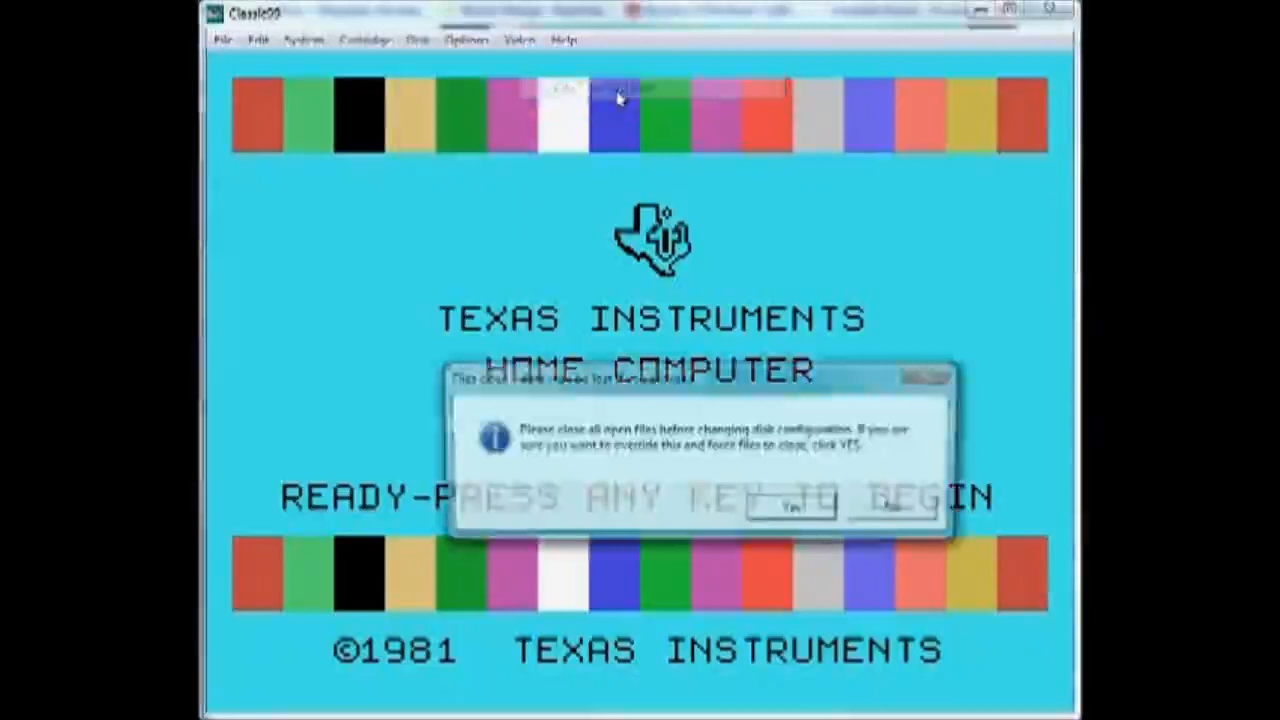 Classic99
File Edit System Cartridge Disk Options Video Help
TEXAS INSTRUMENTS
HOME COMPUTER
Please close all open files before changing disk configuration. If you are
sure you want to override this and force files to close, click YES.
READY-PRESS ANY KEY TO BEGIN
Yes No
©1981 TEXAS INSTRUMENTS